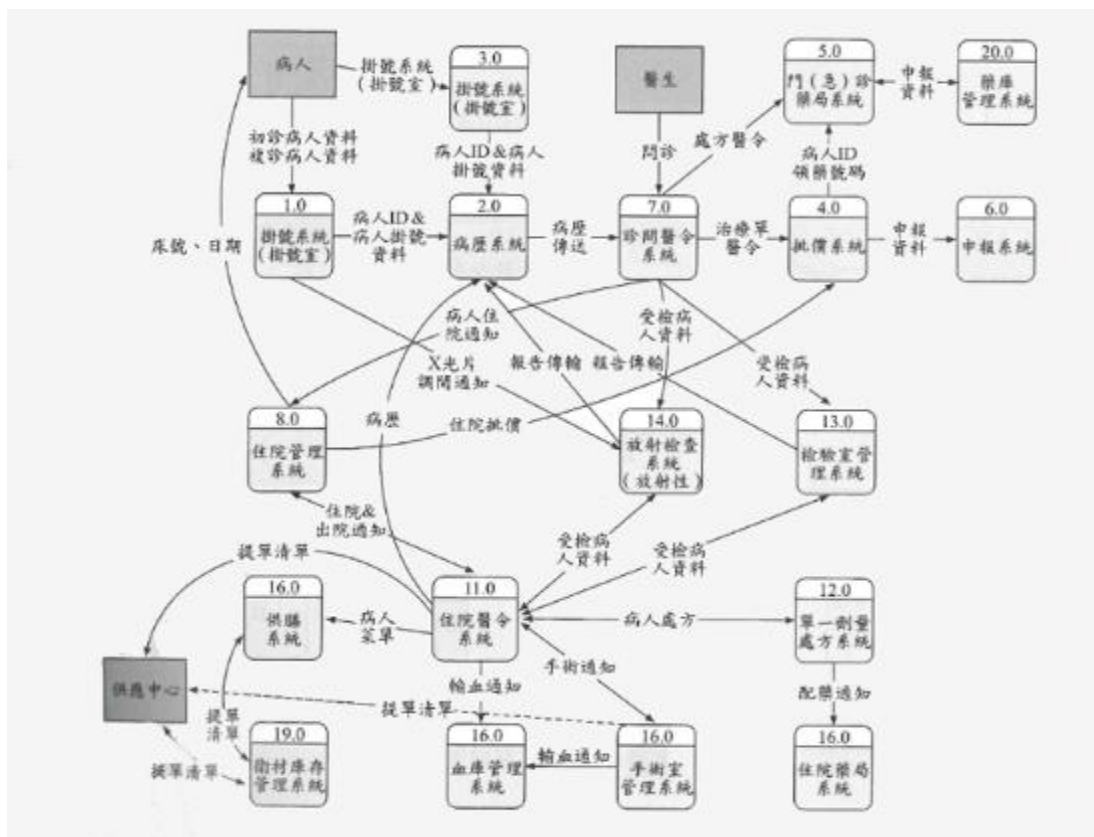 病人
掛號系統
(掛號室)
3.0
掛號系統
(掛號室)
醫生
5.0
門(急)診
藥局系統
申報
資料
20.0
藥庫
管理系統
初診病人資料
複診病人資料
病人ID&病人
掛號資料
問診
處方醫令
病人ID
領藥號碼
1.0
掛號系統
(掛號室)
病人ID&
病人掛號
資料
2.0
病歷系統
病歷
傳送
7.0
診間醫令
系統
治療單
醫令
4.0
批價系統
申報
資料
6.0
申報系統
床號、日期
病人住
院通知
受檢病
人資料
X光片
調閱通知
報告傳輸
報告傳輸
受檢病
人資料
8.0
住院管理
系統
病歷
住院批價
14.0
放射檢查
系統
(放射性)
13.0
檢驗室管
理系統
住院&
出院通知
受檢病
人資料
受檢病
人資料
提單清單
16.0
供膳
系統
病人
菜單
11.0
住院醫令
系統
病人處方
12.0
單一劑量
處方系統
供應中心
輸血通知
手術通知
配藥通知
提單清單
提單
清單
19.0
衛材庫存
管理系統
提單清單
16.0
血庫管理
系統
輸血通知
16.0
手術室
管理系統
16.0
住院藥局
系統